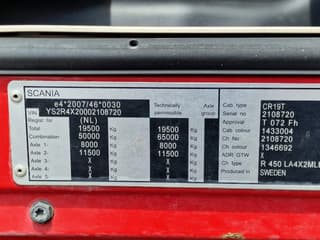 SCANIA
e4*2007/46*0030
VIN YS2R4X20002108720
Registr. for (NL) Technically permissible Axle group
Total 19500 Kg 19500 Kg
Combination 50000 Kg 65000 Kg
Axle 1- 8000 Kg 8000 Kg
Axle 2- 11500 Kg 11500 Kg
Axle 3- X Kg X Kg
Axle 4- X Kg X Kg
Axle 5- X Kg X Kg
Cab. type CR19T
Serial no 2108720
Approval T 072 Fh
Cab colour 1433004
Ch. No 2108720
Ch. colour 1346692
ADR GTW X
Ch. type R 450 LA4X2MLB
Produced in SWEDEN